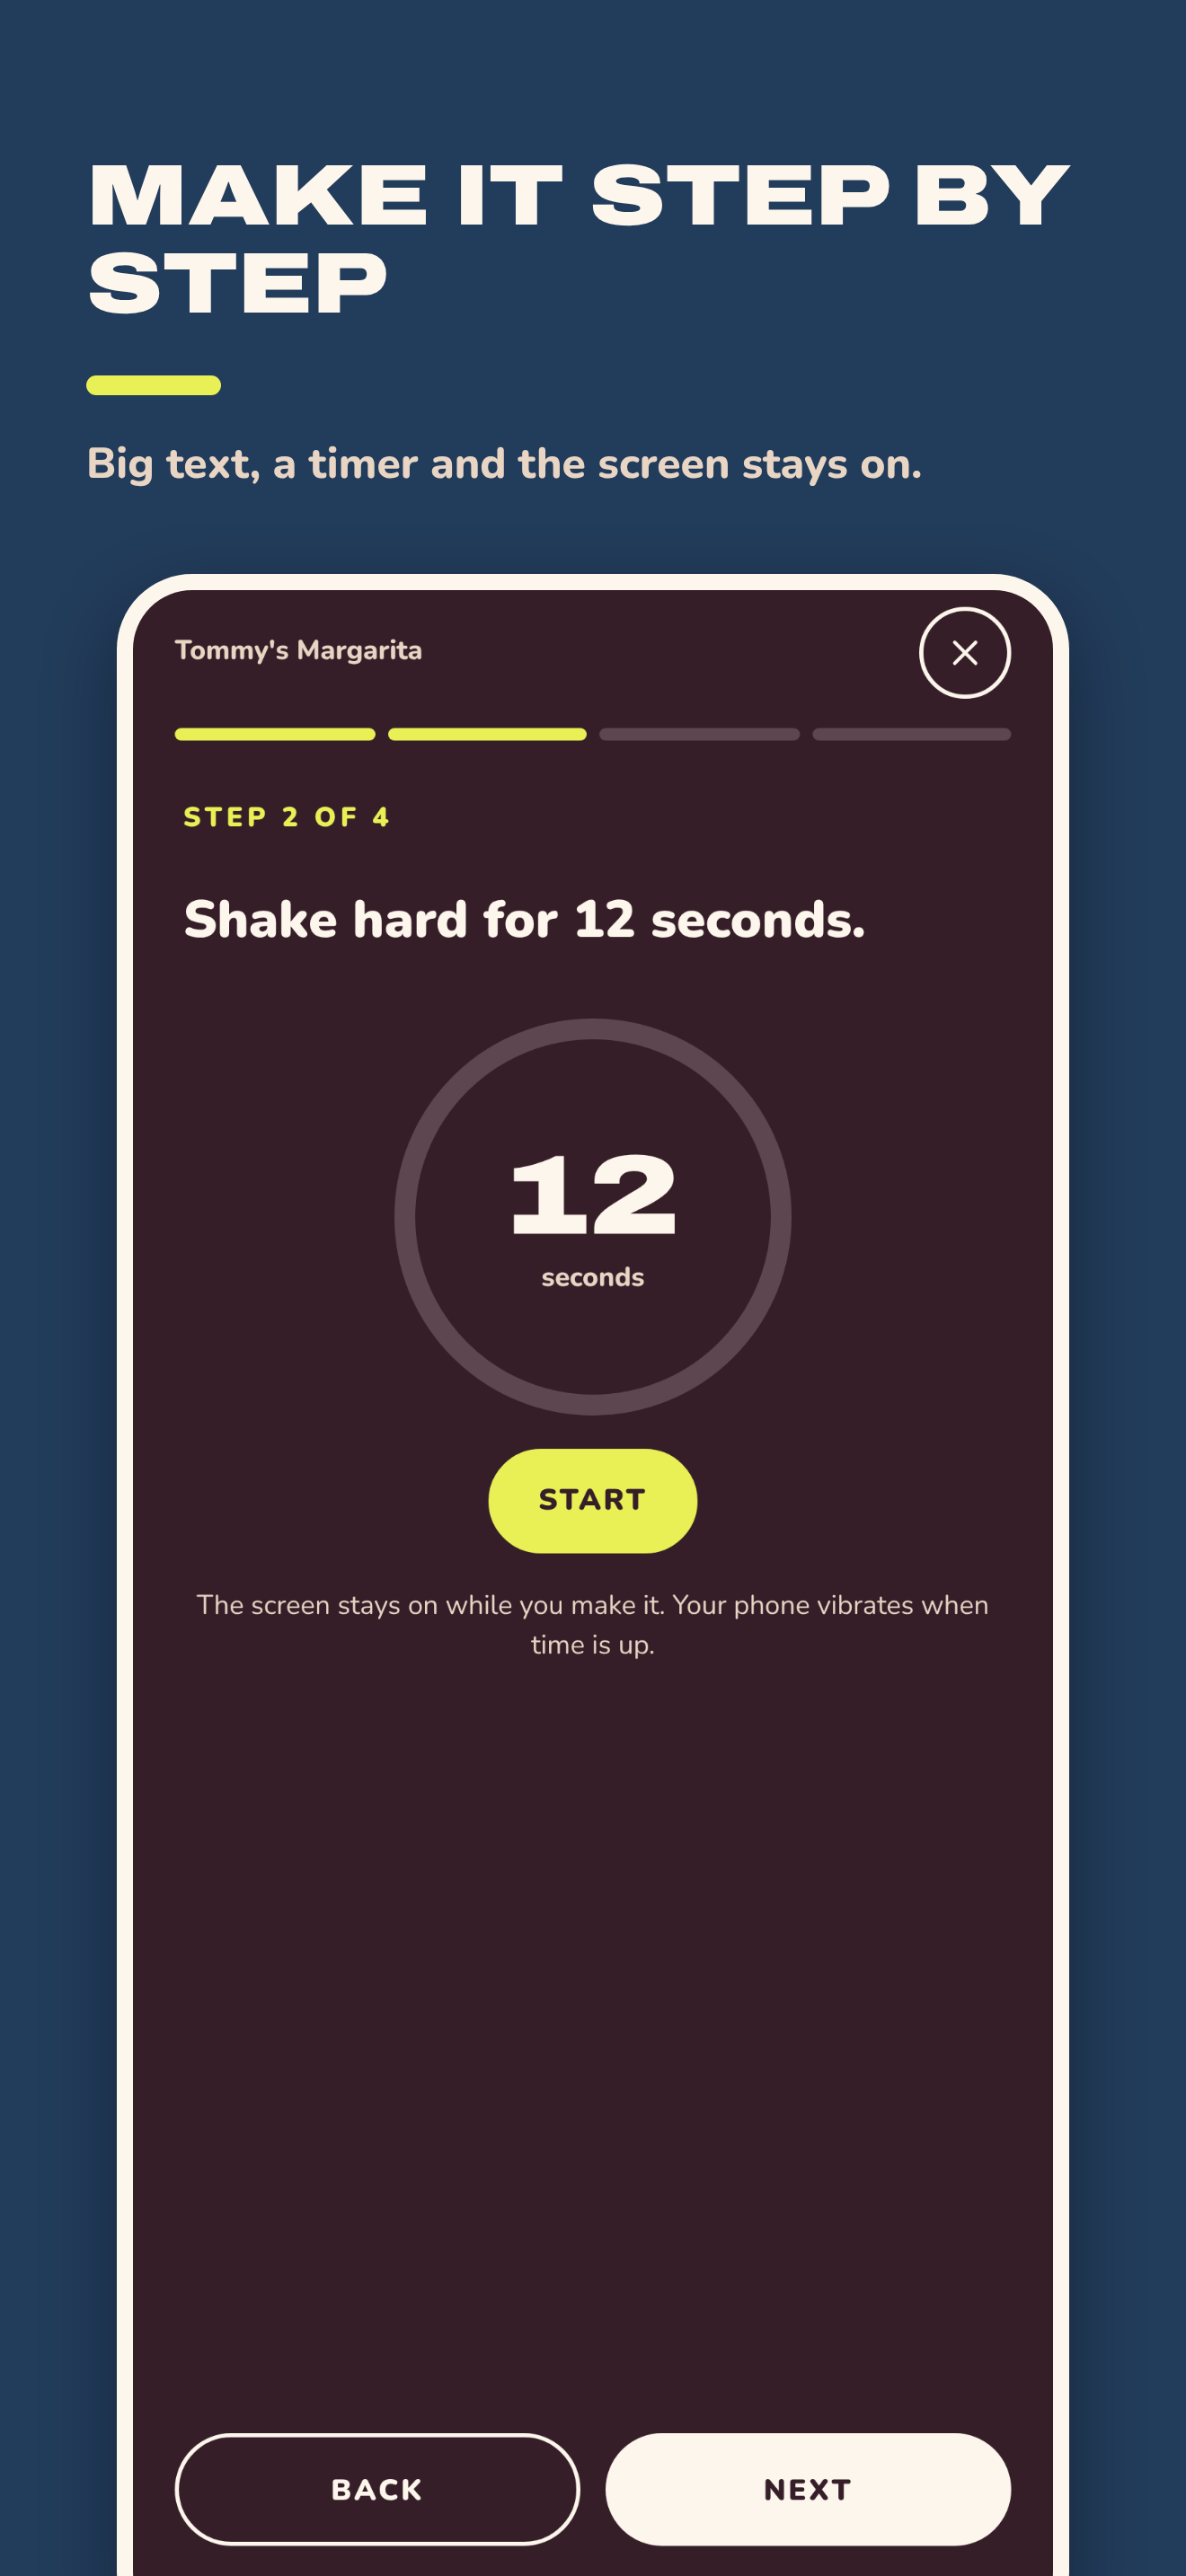 MAKE IT STEP BY
STEP
Big text, a timer and the screen stays on.
Tommy's Margarita
STEP 2 OF 4
Shake hard for 12 seconds.
12
seconds
START
The screen stays on while you make it. Your phone vibrates when
time is up.
BACK
NEXT